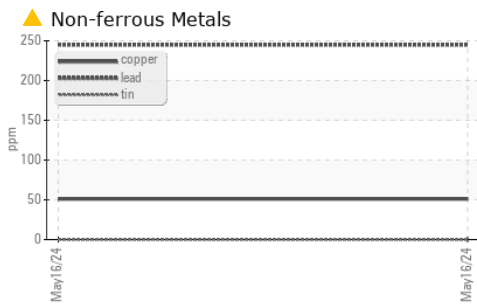 Non-ferrous Metals
250
200
150
100
50
0
ppm
copper
lead
tin
May16/24
May16/24